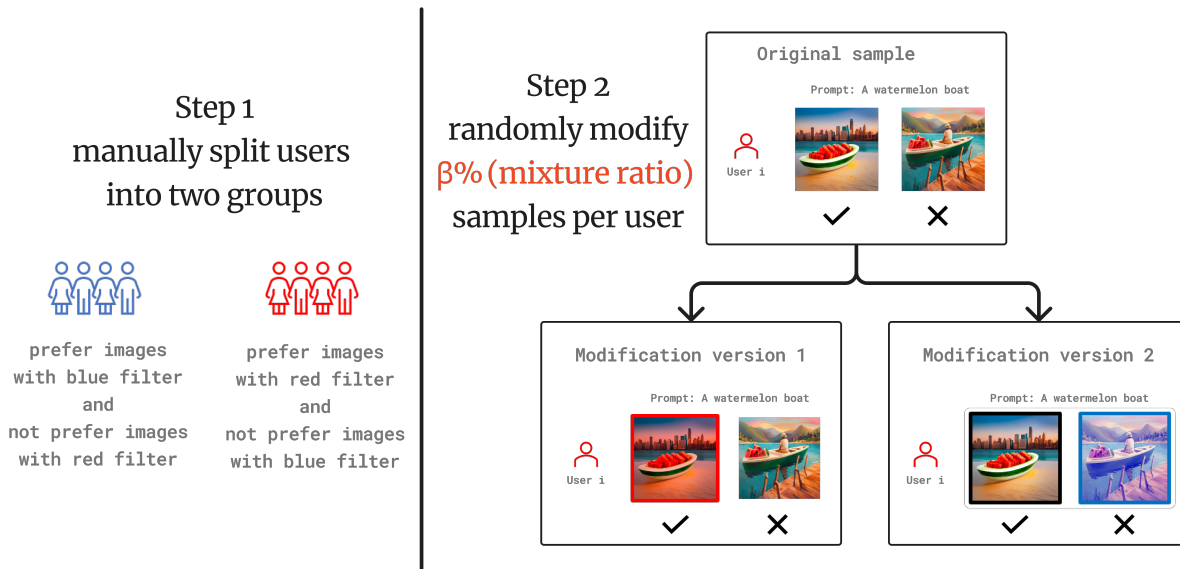 Step 1
manually split users
into two groups
prefer images
with blue filter
and
not prefer images
with red filter
prefer images
with red filter
and
not prefer images
with blue filter
Step 2
randomly modify
β% (mixture ratio)
samples per user
Original sample
Prompt: A watermelon boat
User i
Modification version 1
Prompt: A watermelon boat
User i
Modification version 2
Prompt: A watermelon boat
User i